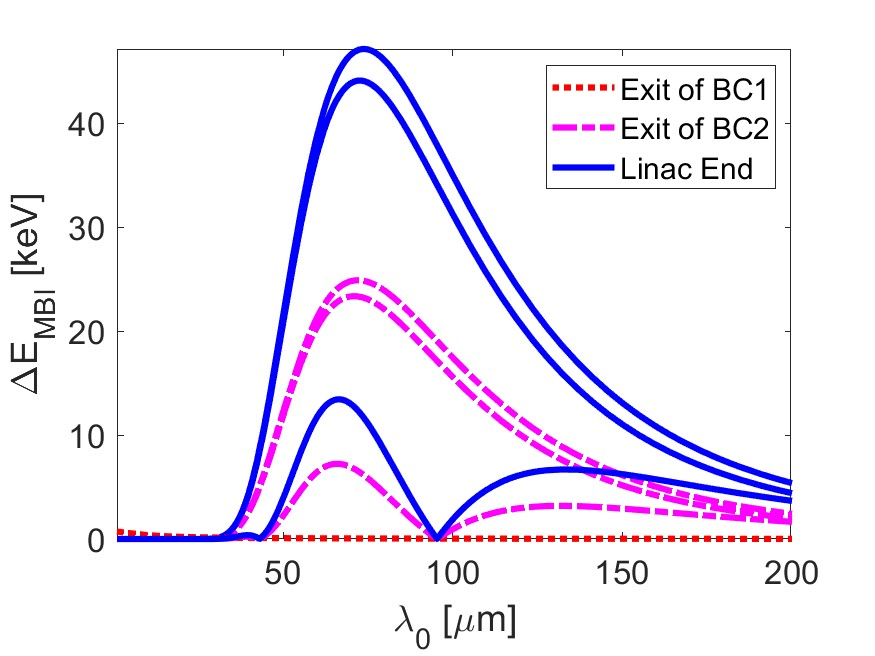 ΔE_MBI [keV]
40
30
20
10
0
50
100
150
200
λ_0 [μm]
Exit of BC1
Exit of BC2
Linac End